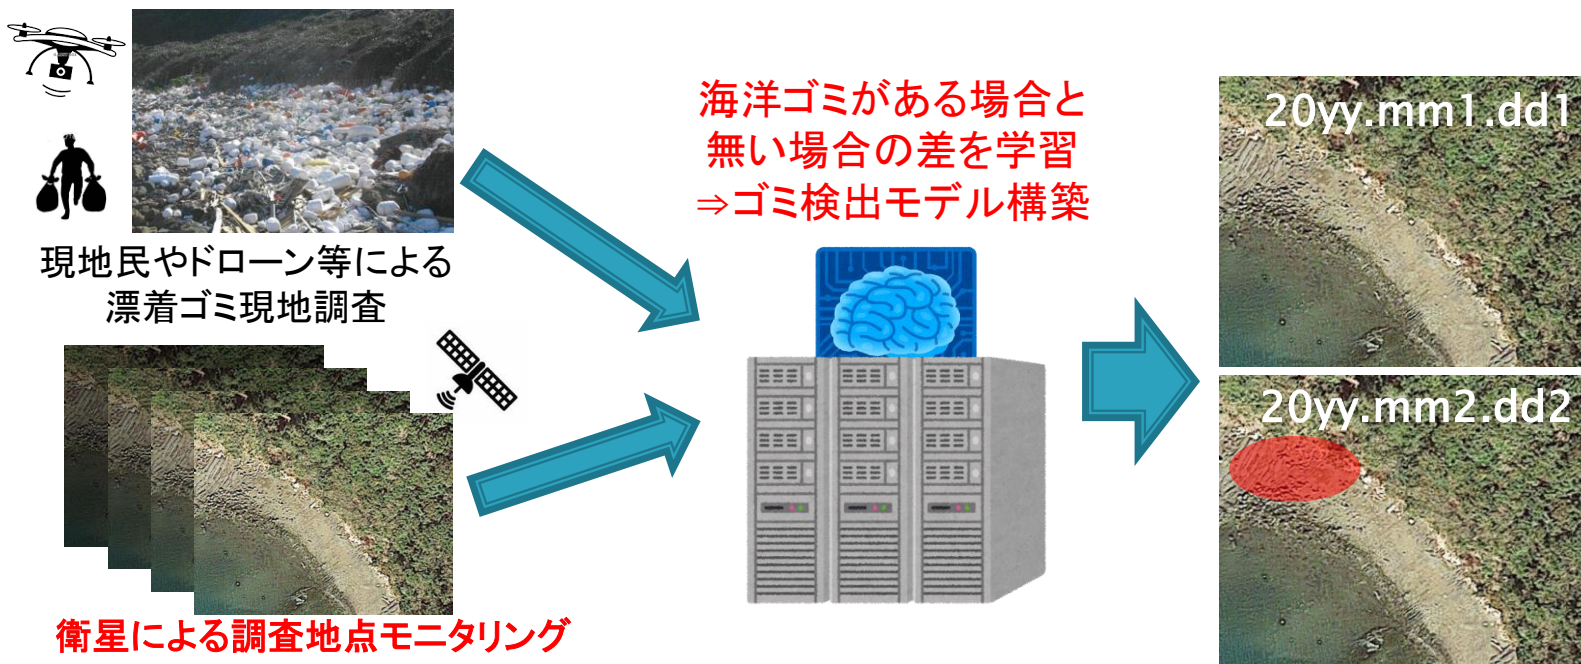 現地民やドローン等による
漂着ゴミ現地調査
衛星による調査地点モニタリング
海洋ゴミがある場合と
無い場合の差を学習
⇒ゴミ検出モデル構築
20yy.mm1.dd1
20yy.mm2.dd2